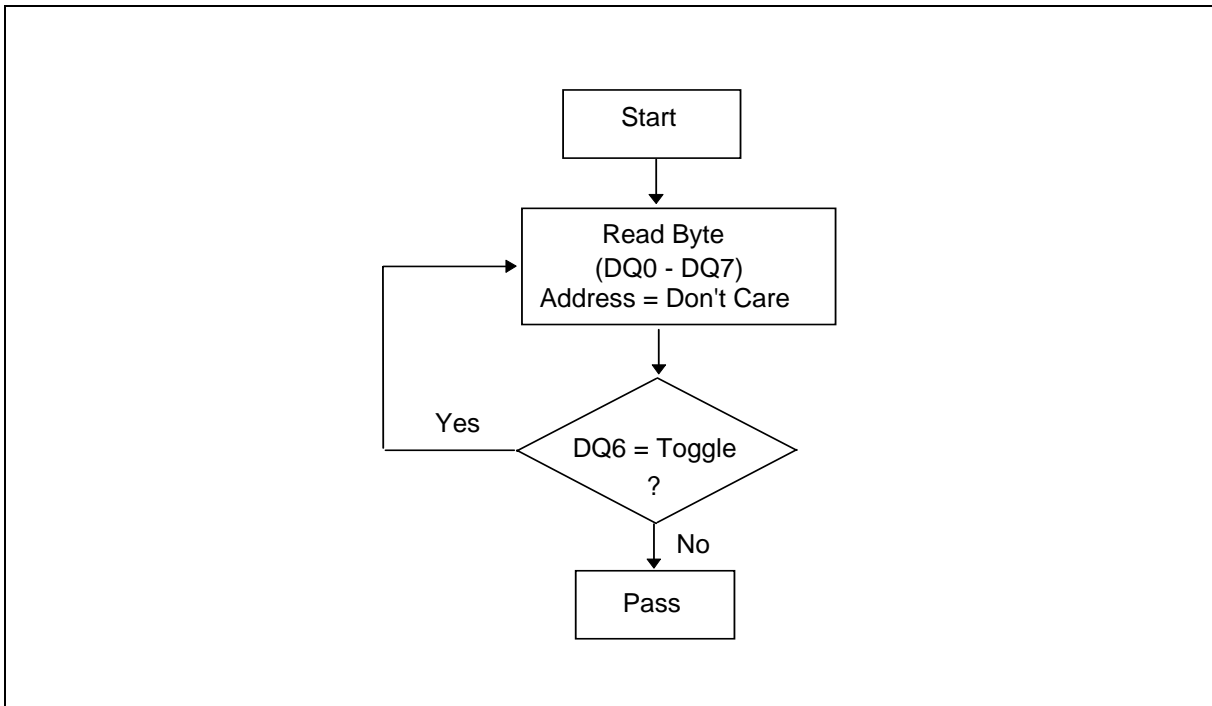 Start
Read Byte
(DQ0 - DQ7)
Address = Don't Care
Yes
DQ6 = Toggle
?
No
Pass